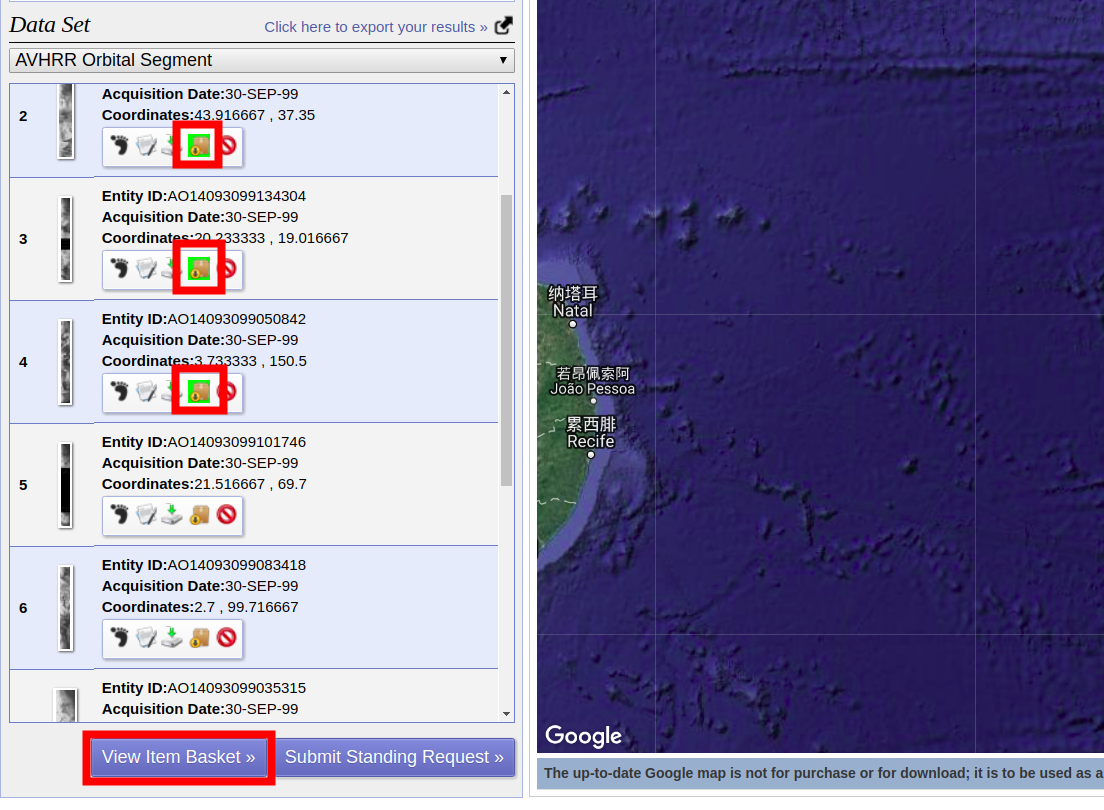 Data Set
Click here to export your results »
AVHRR Orbital Segment
2
Acquisition Date:30-SEP-99
Coordinates:43.916667 , 37.35
3
Entity ID:AO14093099134304
Acquisition Date:30-SEP-99
Coordinates:20.233333 , 19.016667
4
Entity ID:AO14093099050842
Acquisition Date:30-SEP-99
Coordinates:3.733333 , 150.5
5
Entity ID:AO14093099101746
Acquisition Date:30-SEP-99
Coordinates:21.516667 , 69.7
6
Entity ID:AO14093099083418
Acquisition Date:30-SEP-99
Coordinates:2.7 , 99.716667
Entity ID:AO14093099035315
Acquisition Date:30-SEP-99
View Item Basket »
Submit Standing Request »
纳塔耳
Natal
若昂佩索阿
João Pessoa
累西腓
Recife
Google
The up-to-date Google map is not for purchase or for download; it is to be used as a